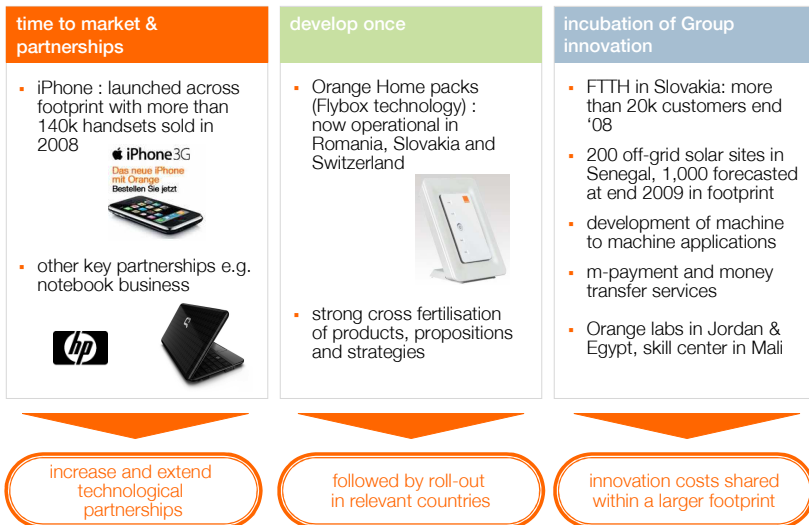 time to market &
partnerships
iPhone : launched across
footprint with more than
140k handsets sold in
2008
iPhone3G
Das neue iPhone
mit Orange
Bestellen Sie jetzt
other key partnerships e.g.
notebook business
hp
develop once
Orange Home packs
(Flybox technology) :
now operational in
Romania, Slovakia and
Switzerland
strong cross fertilisation
of products, propositions
and strategies
incubation of Group
innovation
FTTH in Slovakia: more
than 20k customers end
‘08
200 off-grid solar sites in
Senegal, 1,000 forecasted
at end 2009 in footprint
development of machine
to machine applications
m-payment and money
transfer services
Orange labs in Jordan &
Egypt, skill center in Mali
increase and extend
technological
partnerships
followed by roll-out
in relevant countries
innovation costs shared
within a larger footprint